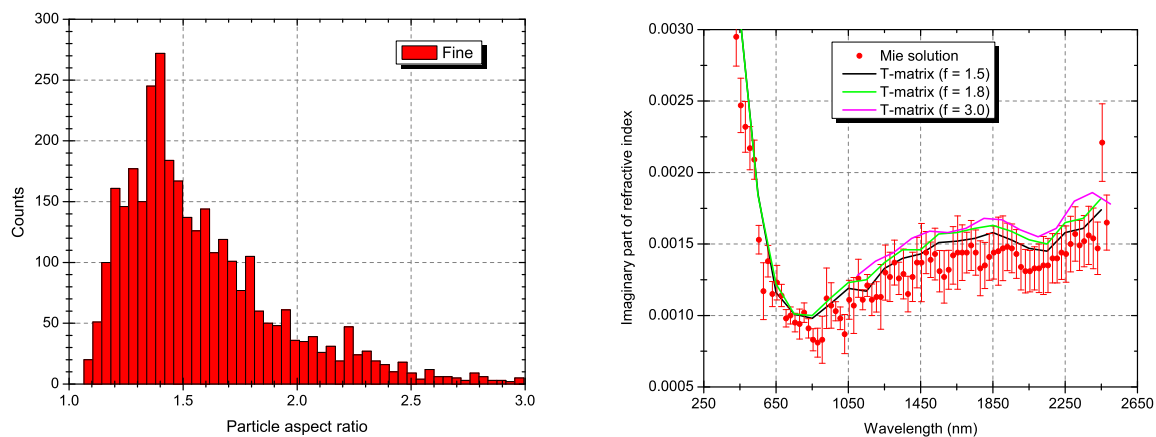 300
250
200
150
100
50
0
Counts
Fine
1.0 1.5 2.0 2.5 3.0
Particle aspect ratio
0.0030
0.0025
0.0020
0.0015
0.0010
0.0005
Imaginary part of refractive index
Mie solution
T-matrix (f = 1.5)
T-matrix (f = 1.8)
T-matrix (f = 3.0)
250 650 1050 1450 1850 2250 2650
Wavelength (nm)